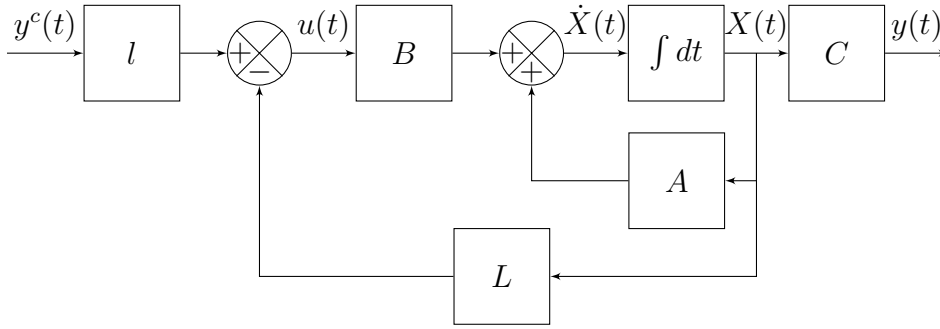 y^c(t) l + − u(t) B + + Ẋ(t) ∫ dt X(t) C y(t)
A
L